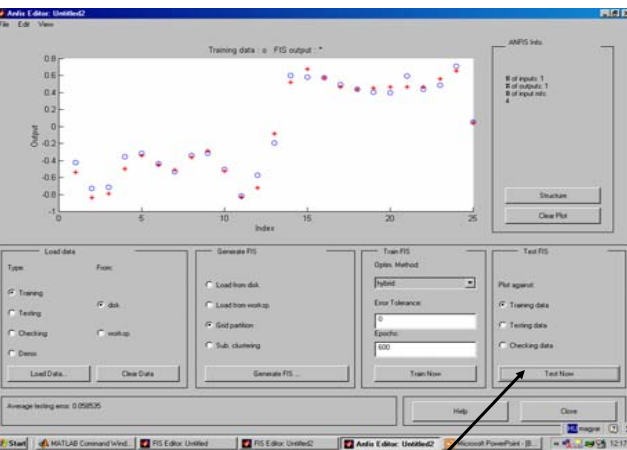 Anfis Editor: Untitled2
File Edit View
Training data : o FIS output : *
0.8
0.6
0.4
0.2
0
-0.2
-0.4
-0.6
-0.8
-1
Output
0 5 10 15 20 25
Index
ANFIS Info.
# of inputs: 1
# of outputs: 1
# of input mfs:
4
Structure
Clear Plot
Load data
Type: From:
Training
Testing
Checking
Demo
disk
worksp.
Load Data...
Clear Data
Generate FIS
Load from disk
Load from worksp.
Grid partition
Sub. clustering
Generate FIS ...
Train FIS
Optim. Method:
hybrid
Error Tolerance:
0
Epochs:
600
Train Now
Test FIS
Plot against:
Training data
Testing data
Checking data
Test Now
Average testing error: 0.058535
Help
Close
magyar
Start
MATLAB Command Wind...
FIS Editor: Untitled
FIS Editor: Untitled2
Anfis Editor: Untitled2
Microsoft PowerPoint - [B...
12:17